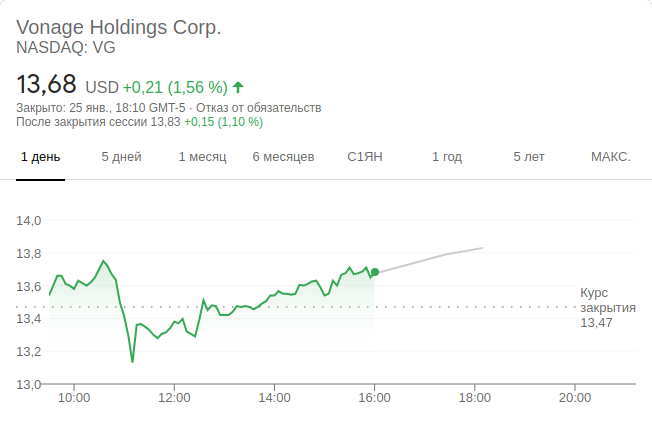 Vonage Holdings Corp.
NASDAQ: VG
13,68 USD +0,21 (1,56 %)
Закрыто: 25 янв., 18:10 GMT-5 · Отказ от обязательств
После закрытия сессии 13,83 +0,15 (1,10 %)
1 день 5 дней 1 месяц 6 месяцев С1ЯН 1 год 5 лет МАКС.
14,0
13,8
13,6
Курс
закрытия
13,47
13,4
13,2
13,0
10:00 12:00 14:00 16:00 18:00 20:00